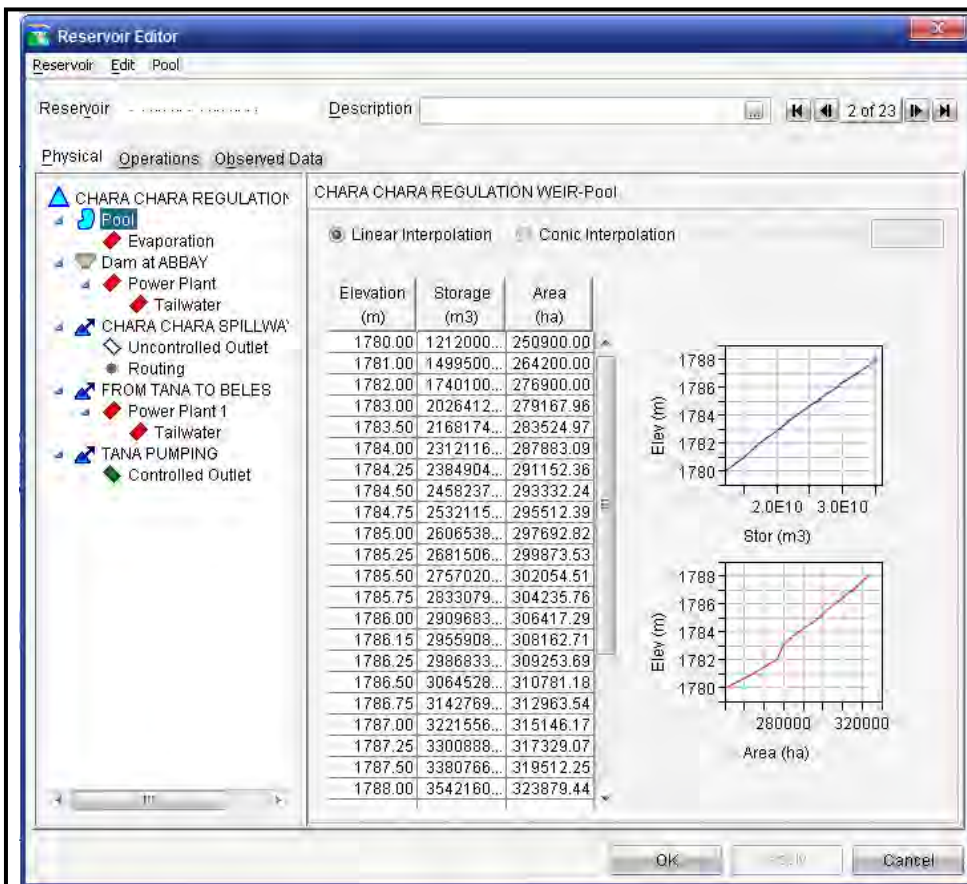 Reservoir Editor
Reservoir Edit Pool
Reservoir Description ... 2 of 23
Physical Operations Observed Data
CHARA CHARA REGULATION
Pool
Evaporation
Dam at ABBAY
Power Plant
Tailwater
CHARA CHARA SPILLWA
Uncontrolled Outlet
Routing
FROM TANA TO BELES
Power Plant 1
Tailwater
TANA PUMPING
Controlled Outlet
CHARA CHARA REGULATION WEIR-Pool
Linear Interpolation Conic Interpolation
Elevation Storage Area
(m) (m3) (ha)
1780.00 1212000... 250900.00
1781.00 1499500... 264200.00
1782.00 1740100... 276900.00
1783.00 2026412... 279167.96
1783.50 2168174... 283524.97
1784.00 2312116... 287883.09
1784.25 2384904... 291152.36
1784.50 2458237... 293332.24
1784.75 2532115... 295512.39
1785.00 2606538... 297692.82
1785.25 2681506... 299873.53
1785.50 2757020... 302054.51
1785.75 2833079... 304235.76
1786.00 2909683... 306417.29
1786.15 2955908... 308162.71
1786.25 2986833... 309253.69
1786.50 3064528... 310781.18
1786.75 3142769... 312963.54
1787.00 3221556... 315146.17
1787.25 3300888... 317329.07
1787.50 3380766... 319512.25
1788.00 3542160... 323879.44
1788
1786
1784
1782
1780
Elev (m)
2.0E10 3.0E10
Stor (m3)
1788
1786
1784
1782
1780
Elev (m)
280000 320000
Area (ha)
OK Cancel